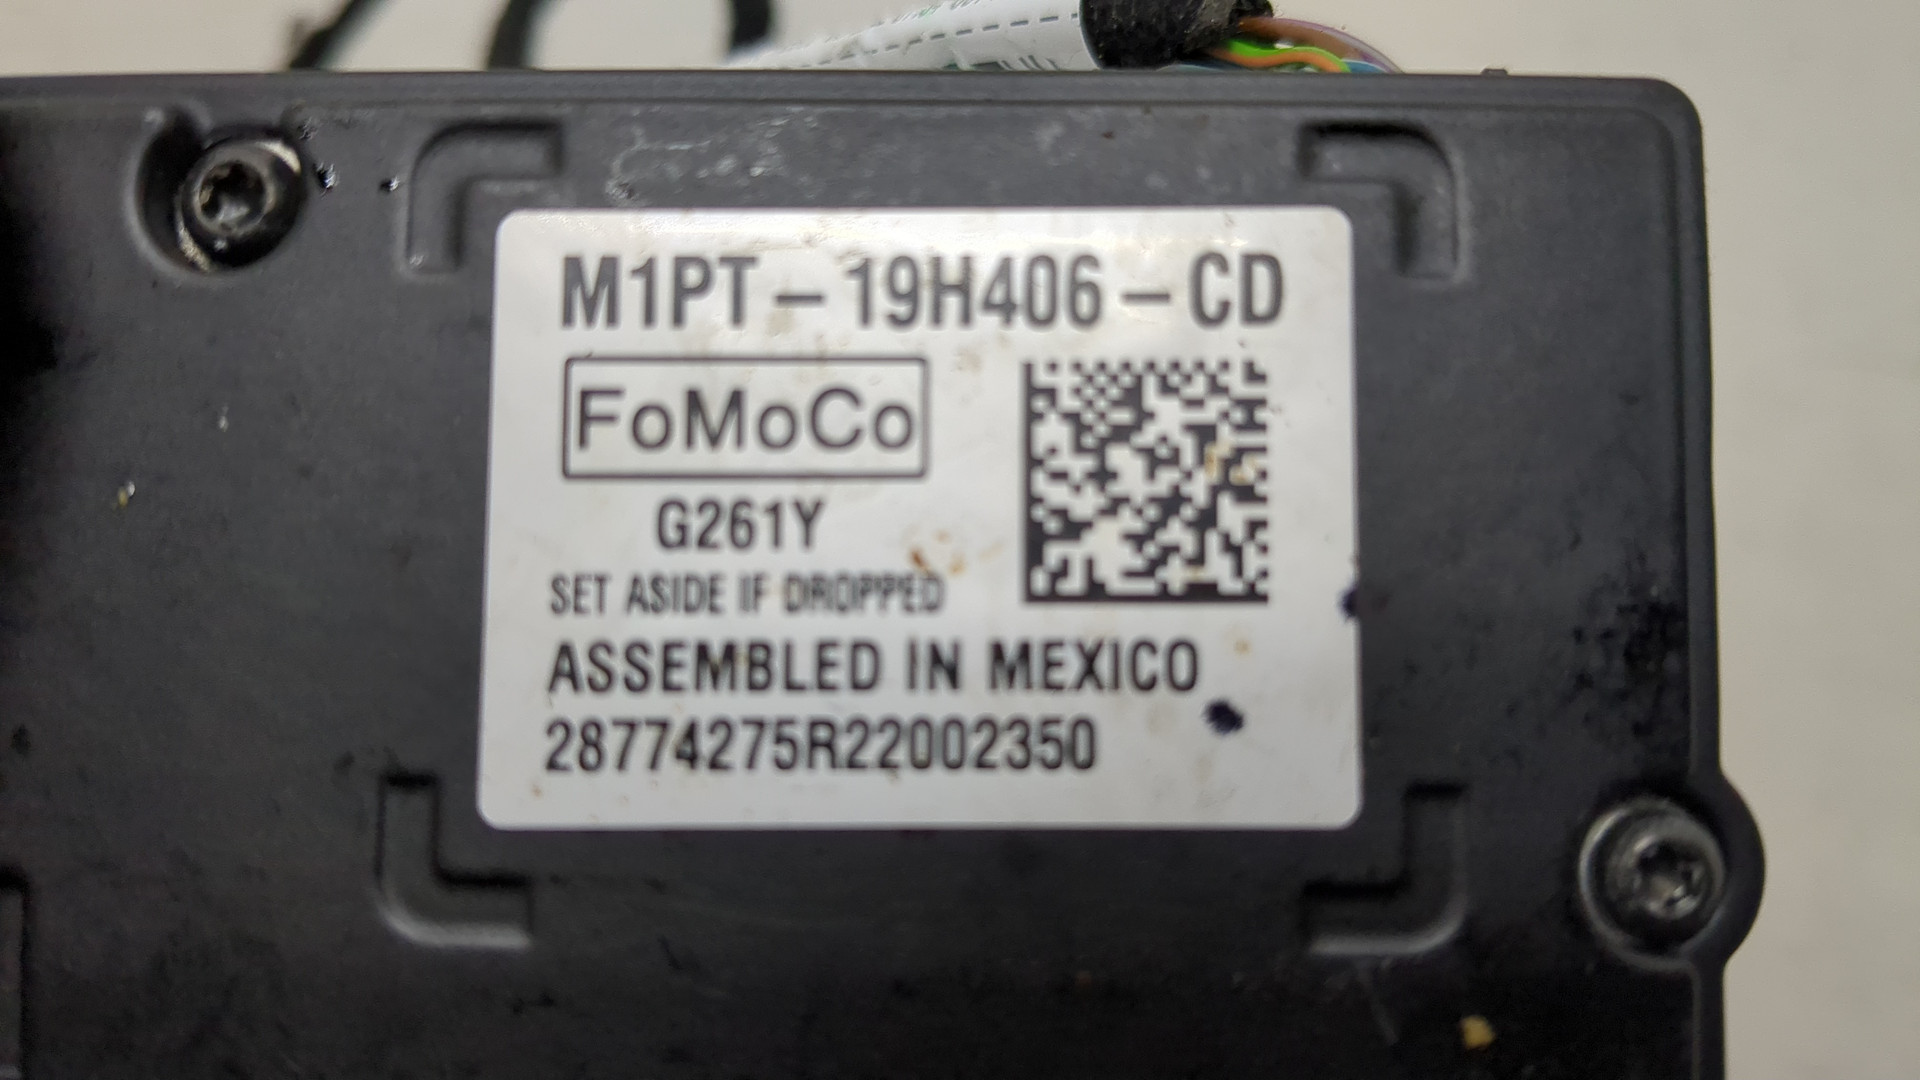 M1PT - 19H406 - CD
FoMoCo
G261Y
SET ASIDE IF DROPPED
ASSEMBLED IN MEXICO
28774275R22002350